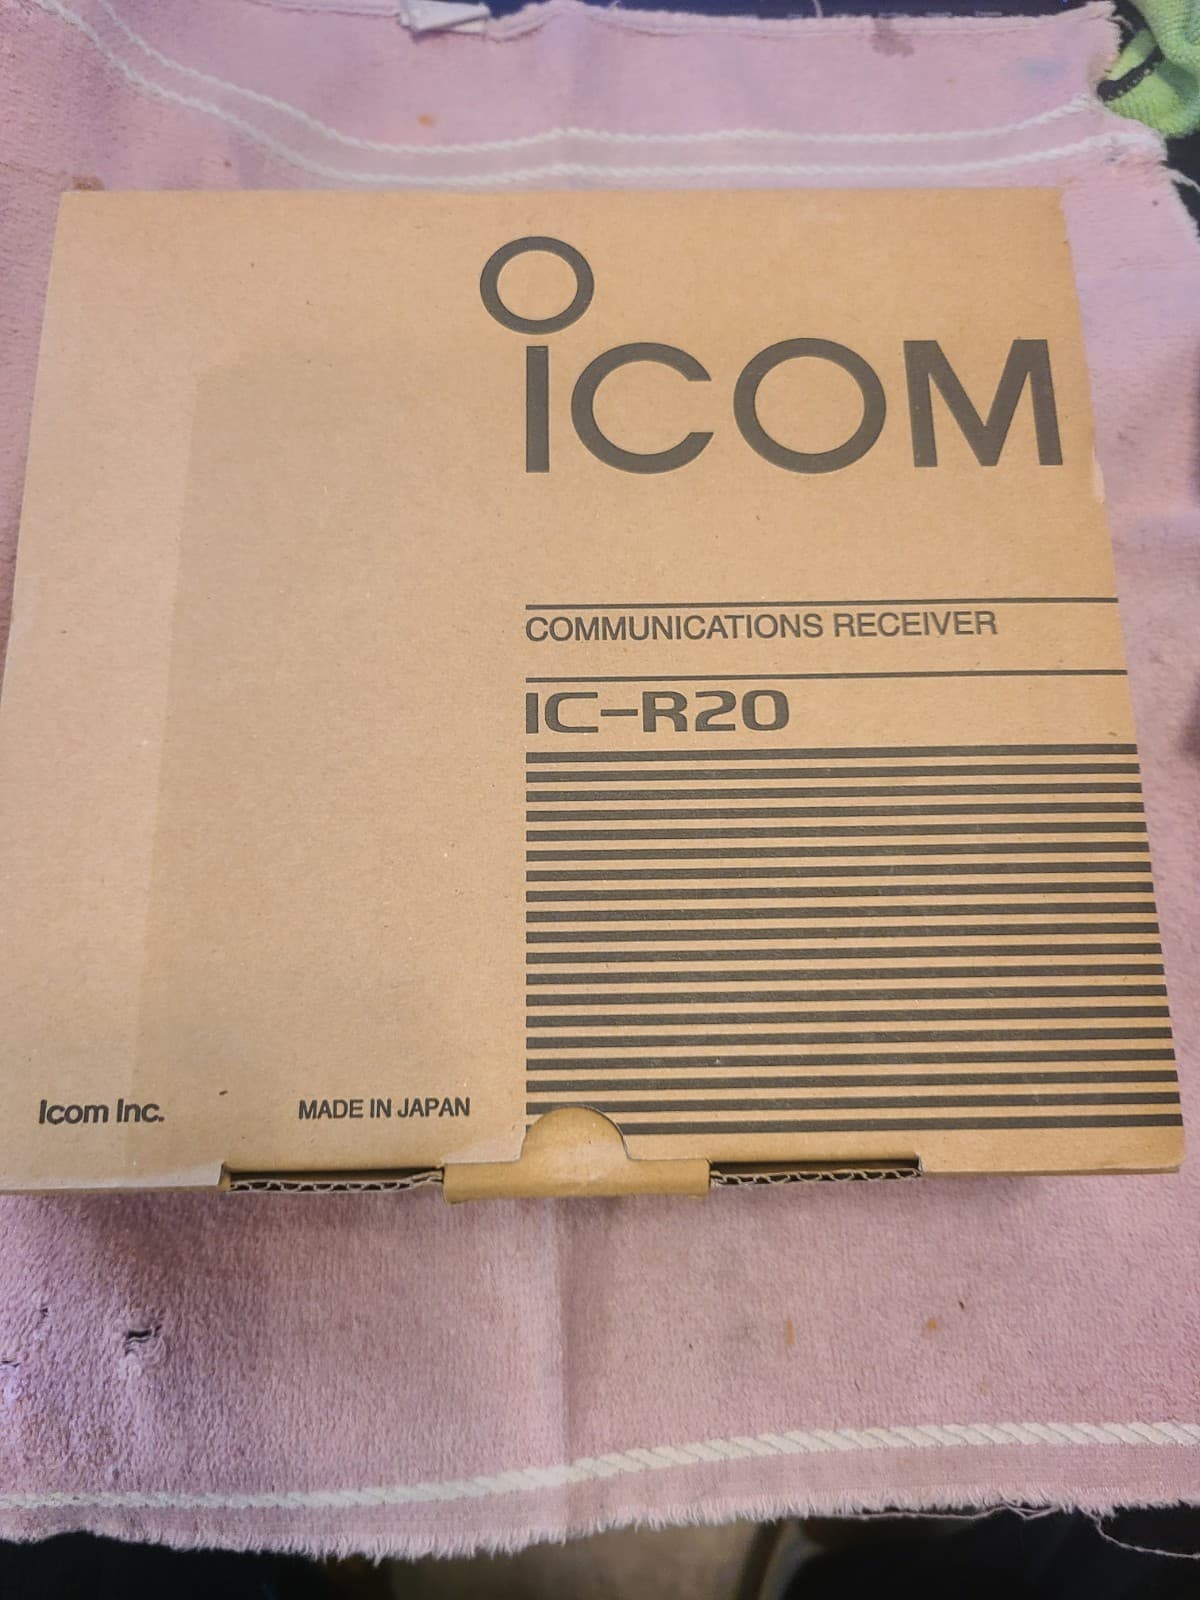 ICOM
COMMUNICATIONS RECEIVER
IC-R20
Icom Inc.
MADE IN JAPAN